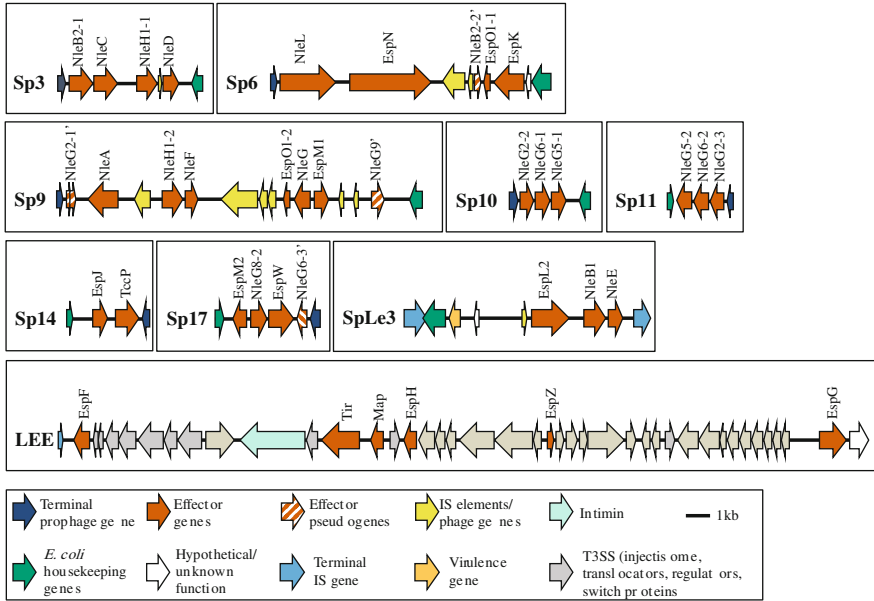 NleB2-1
NleC
NleH1-1
NleD
Sp3
NleL
EspN
NleB2-2'
EspO1-1
EspK
Sp6
NleG2-1'
NleA
NleH1-2
NleF
EspO1-2
NleG
EspM1
NleG9'
Sp9
NleG2-2
NleG6-1
NleG5-1
Sp10
NleG5-2
NleG6-2
NleG2-3
Sp11
EspJ
TccP
Sp14
EspM2
NleG8-2
EspW
NleG6-3'
Sp17
EspL2
NleB1
NleE
SpLe3
EspF
Tir
Map
EspH
EspZ
EspG
LEE
Terminal
prophage gene
Effector
genes
Effector
pseudogenes
IS elements/
phage genes
Intimin
1kb
E. coli
housekeeping
genes
Hypothetical/
unknown
function
Terminal
IS gene
Virulence
gene
T3SS (injectisome,
translocators, regulators,
switch proteins